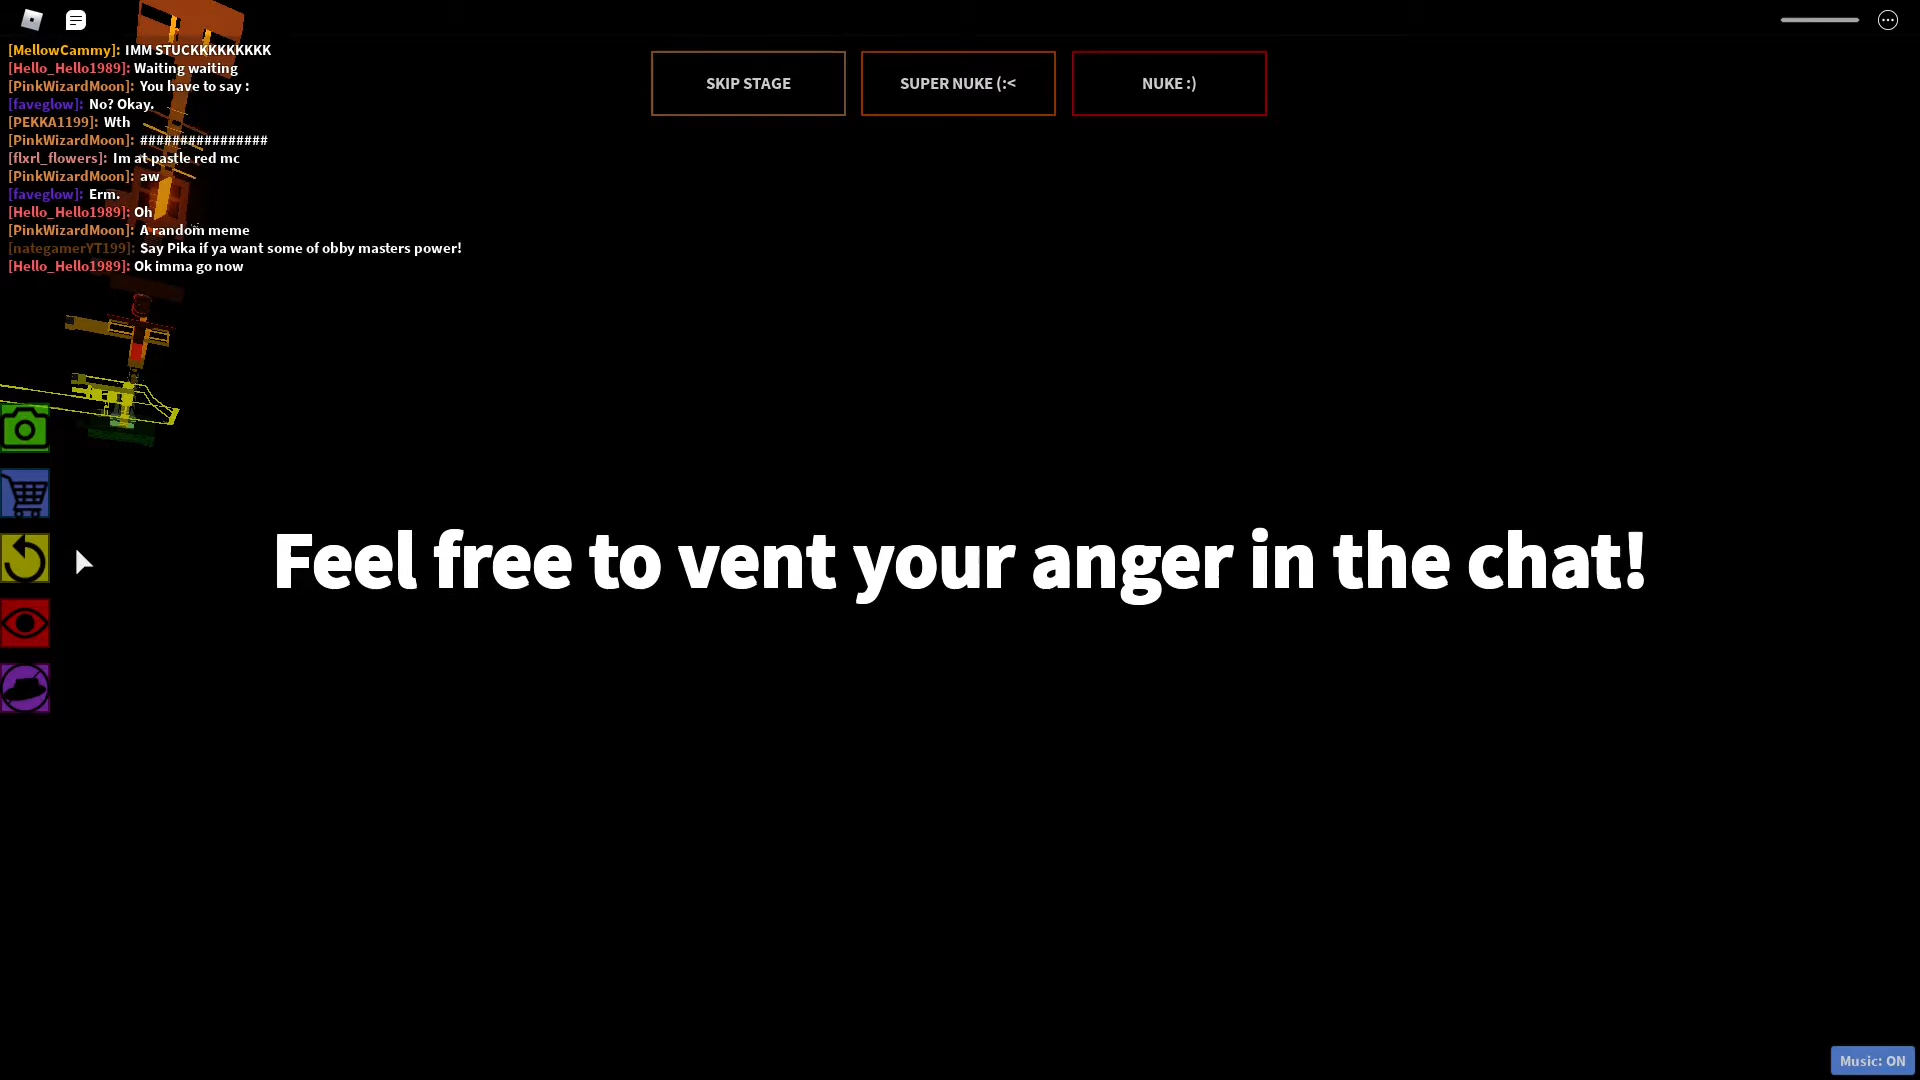 [MellowCammy]: IMM STUCKKKKKKKKK
[Hello_Hello1989]: Waiting waiting
[PinkWizardMoon]: You have to say :
[faveglow]: No? Okay.
[PEKKA1199]: Wth
[PinkWizardMoon]: ################
[flxrl_flowers]: Im at pastle red mc
[PinkWizardMoon]: aw
[faveglow]: Erm.
[Hello_Hello1989]: Oh
[PinkWizardMoon]: A random meme
[nategamerYT199]: Say Pika if ya want some of obby masters power!
[Hello_Hello1989]: Ok imma go now
SKIP STAGE
SUPER NUKE (:<
NUKE :)
Feel free to vent your anger in the chat!
Music: ON